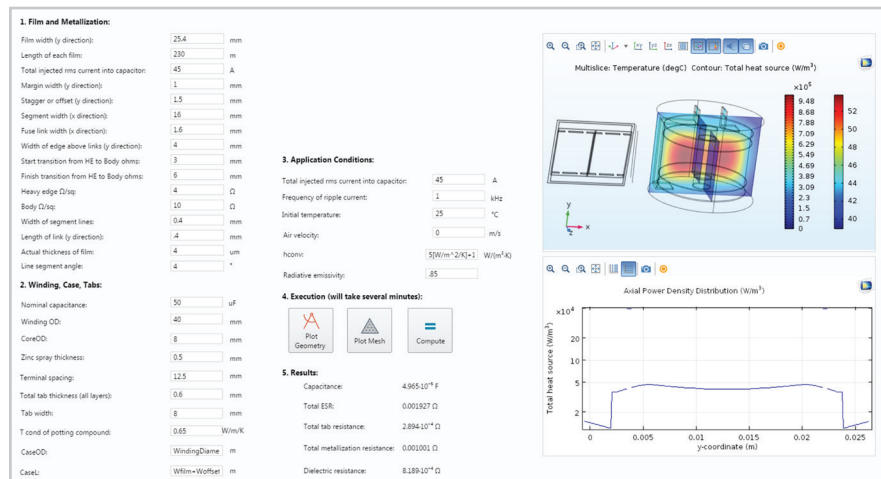 1. Film and Metallization:
Film width (y direction): 25.4 mm
Length of each film: 230 m
Total injected rms current into capacitor: 45 A
Margin width (y direction): 1 mm
Stagger or offset (y direction): 1.5 mm
Segment width (x direction): 16 mm
Fuse link width (x direction): 1.6 mm
Width of edge above links (y direction): 4 mm
Start transition from HE to Body ohms: 3 mm
Finish transition from HE to Body ohms: 6 mm
Heavy edge Ω/sq: 4 Ω
Body Ω/sq: 10 Ω
Width of segment lines: 0.4 mm
Length of link (y direction): .4 mm
Actual thickness of film: 4 um
Line segment angle: 4 °
2. Winding, Case, Tabs:
Nominal capacitance: 50 uF
Winding OD: 40 mm
CoreOD: 8 mm
Zinc spray thickness: 0.5 mm
Terminal spacing: 12.5 mm
Total tab thickness (all layers): 0.6 mm
Tab width: 8 mm
T cond of potting compound: 0.65 W/m/K
CaseOD: WindingDiame m
CaseL: Wfilm+Woffset m
3. Application Conditions:
Total injected rms current into capacitor: 45 A
Frequency of ripple current: 1 kHz
Initial temperature: 25 °C
Air velocity: 0 m/s
hconv: 5[W/m^2/K]+1 W/(m²·K)
Radiative emissivity: .85
4. Execution (will take several minutes):
Plot Geometry
Plot Mesh
Compute
5. Results:
Capacitance: 4.965·10⁻⁵ F
Total ESR: 0.001927 Ω
Total tab resistance: 2.894·10⁻⁴ Ω
Total metallization resistance: 0.001001 Ω
Dielectric resistance: 8.189·10⁻⁴ Ω
Multislice: Temperature (degC) Contour: Total heat source (W/m³)
×10⁵
9.48
8.68
7.88
7.09
6.29
5.49
4.69
3.89
3.09
2.3
1.5
0.7
0
52
50
48
46
44
42
40
y
z x
Axial Power Density Distribution (W/m³)
×10⁴
20
10
5
2
Total heat source (W/m³)
0 0.005 0.01 0.015 0.02 0.025
y-coordinate (m)